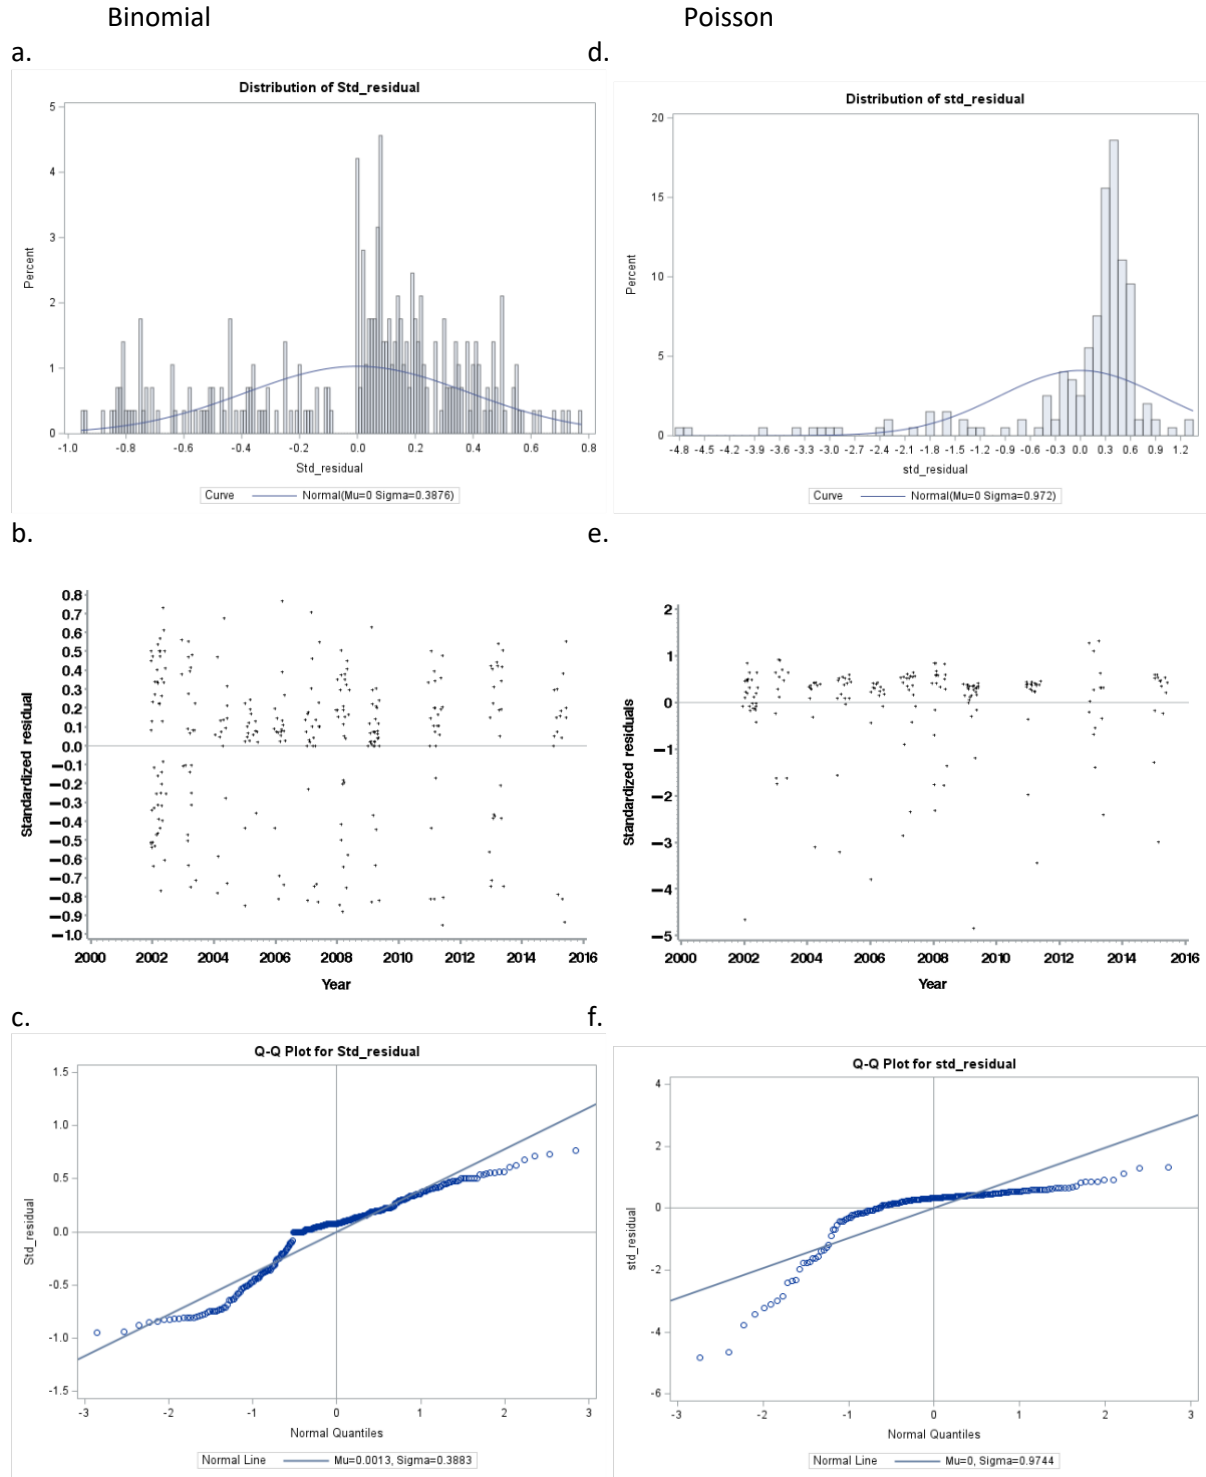 Binomial
Poisson
a.
d.
Distribution of Std_residual
5
4
3
2
1
0
Percent
-1.0 -0.8 -0.6 -0.4 -0.2 0.0 0.2 0.4 0.6 0.8
Std_residual
Curve Normal(Mu=0 Sigma=0.3876)
Distribution of std_residual
20
15
10
5
0
Percent
-4.8 -4.5 -4.2 -3.9 -3.6 -3.3 -3.0 -2.7 -2.4 -2.1 -1.8 -1.5 -1.2 -0.9 -0.6 -0.3 0.0 0.3 0.6 0.9 1.2
std_residual
Curve Normal(Mu=0 Sigma=0.972)
b.
e.
0.8
0.7
0.6
0.5
0.4
0.3
0.2
0.1
0.0
−0.1
−0.2
−0.3
−0.4
−0.5
−0.6
−0.7
−0.8
−0.9
−1.0
Standardized residual
2000 2002 2004 2006 2008 2010 2012 2014 2016
Year
2
1
0
−1
−2
−3
−4
−5
Standardized residuals
2000 2002 2004 2006 2008 2010 2012 2014 2016
Year
c.
f.
Q-Q Plot for Std_residual
1.5
1.0
0.5
0.0
-0.5
-1.0
-1.5
Std_residual
-3 -2 -1 0 1 2 3
Normal Quantiles
Normal Line Mu=0.0013, Sigma=0.3883
Q-Q Plot for std_residual
4
2
0
-2
-4
-6
std_residual
-3 -2 -1 0 1 2 3
Normal Quantiles
Normal Line Mu=0, Sigma=0.9744